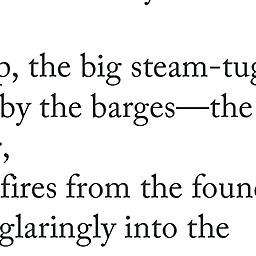 p, the big steam-tug
by the barges—the
,
fires from the foun
glaringly into the